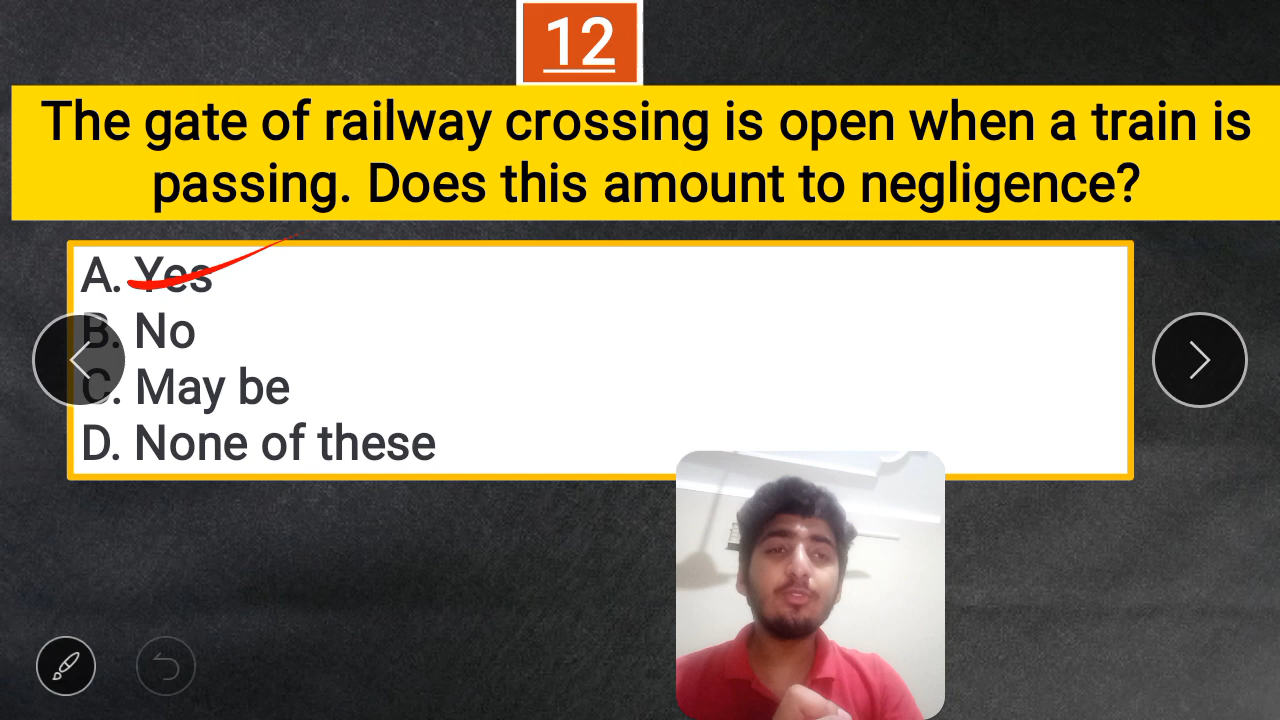 12
The gate of railway crossing is open when a train is
passing. Does this amount to negligence?
A. Yes
B. No
C. May be
D. None of these